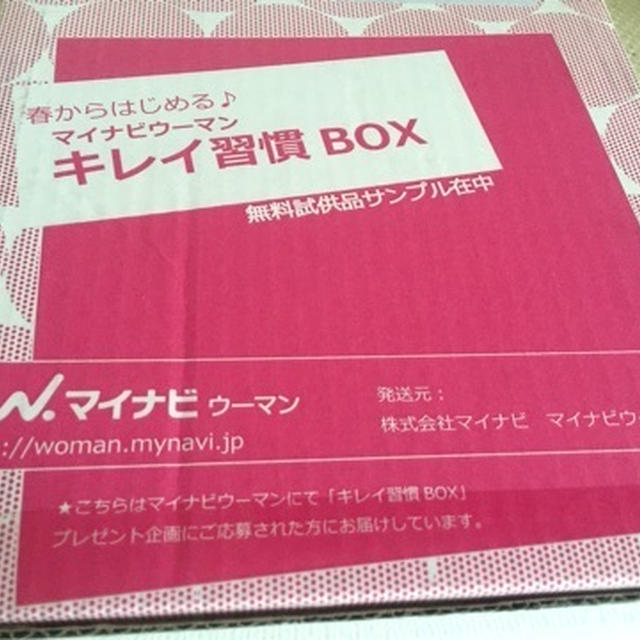 春からはじめる♪
マイナビウーマン
キレイ習慣 BOX
無料試供品サンプル在中
マイナビ ウーマン
://woman.mynavi.jp
発送元：
株式会社マイナビ　マイナビウ
★こちらはマイナビウーマンにて「キレイ習慣 BOX」
プレゼント企画にご応募された方にお届けしています。